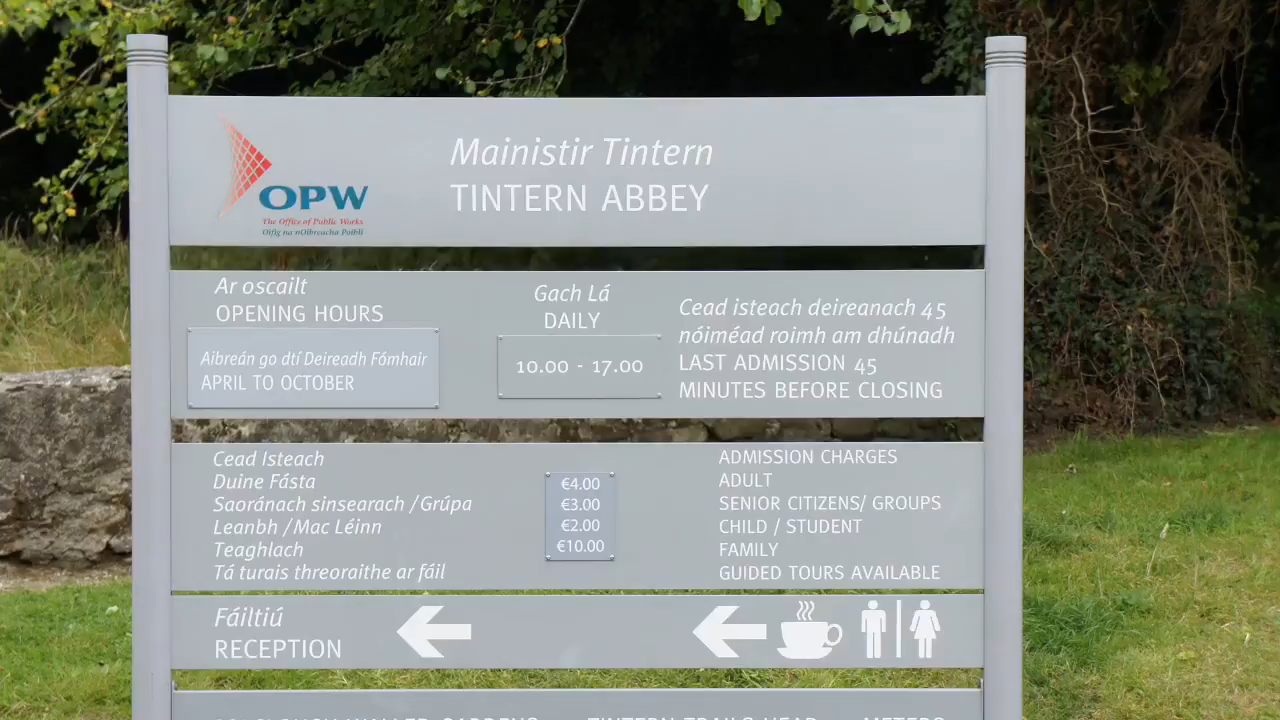 Mainistir Tintern
TINTERN ABBEY
OPW
The Office of Public Works
Oifig na nOibreacha Poiblí
Ar oscailt
OPENING HOURS
Aibreán go dtí Deireadh Fómhair
APRIL TO OCTOBER
Gach Lá
DAILY
10.00 - 17.00
Cead isteach deireanach 45
nóiméad roimh am dhúnadh
LAST ADMISSION 45
MINUTES BEFORE CLOSING
Cead Isteach
Duine Fásta
Saoránach sinsearach /Grúpa
Leanbh /Mac Léinn
Teaghlach
Tá turais threoraithe ar fáil
€4.00
€3.00
€2.00
€10.00
ADMISSION CHARGES
ADULT
SENIOR CITIZENS/ GROUPS
CHILD / STUDENT
FAMILY
GUIDED TOURS AVAILABLE
Fáiltiú
RECEPTION